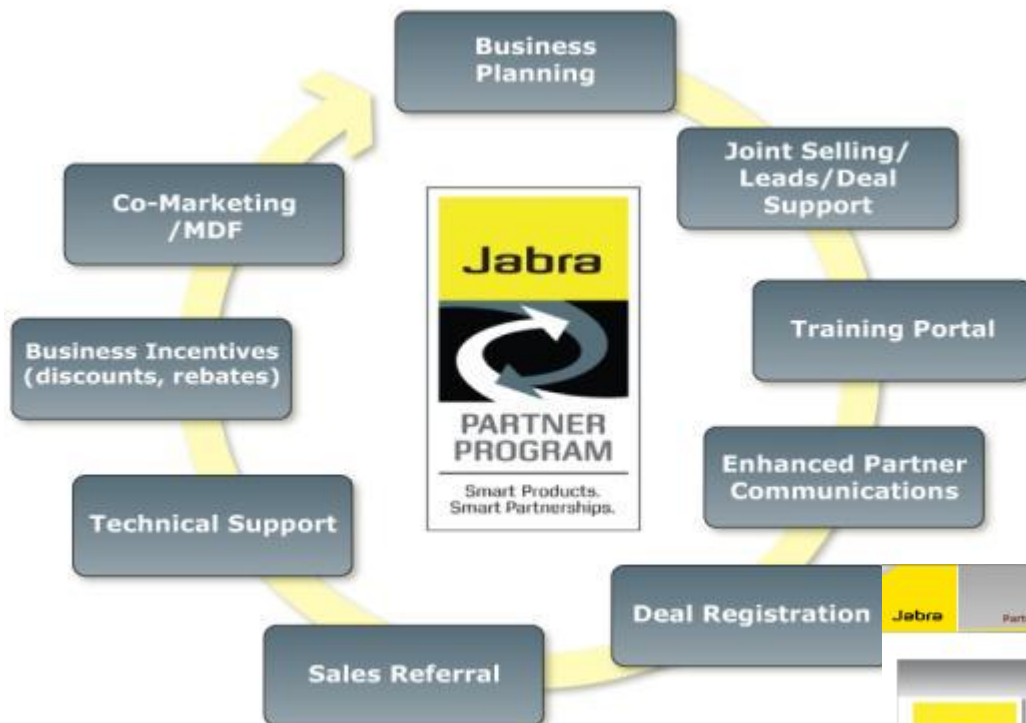 Business
Planning
Joint Selling/
Leads/Deal
Support
Training Portal
Enhanced Partner
Communications
Deal Registration
Sales Referral
Technical Support
Business Incentives
(discounts, rebates)
Co-Marketing
/MDF
Jabra
PARTNER
PROGRAM
Smart Products.
Smart Partnerships.
Jabra